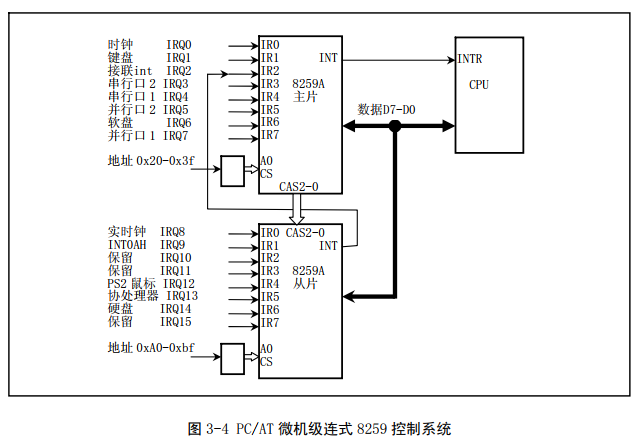 时钟 IRQ0 IR0 INT INTR
键盘 IRQ1 IR1
接联int IRQ2 IR2 8259A CPU
串行口2 IRQ3 IR3 主片
串行口1 IRQ4 IR4
并行口2 IRQ5 IR5 数据D7-D0
软盘 IRQ6 IR6
并行口1 IRQ7 IR7
地址 0x20-0x3f A0
CS
CAS2-0
实时钟 IRQ8 IR0 CAS2-0
INT0AH IRQ9 IR1 INT
保留 IRQ10 IR2
保留 IRQ11 IR3 8259A
PS2 鼠标 IRQ12 IR4 从片
协处理器 IRQ13 IR5
硬盘 IRQ14 IR6
保留 IRQ15 IR7
地址 0xA0-0xbf A0
CS
图 3-4 PC/AT 微机级连式 8259 控制系统